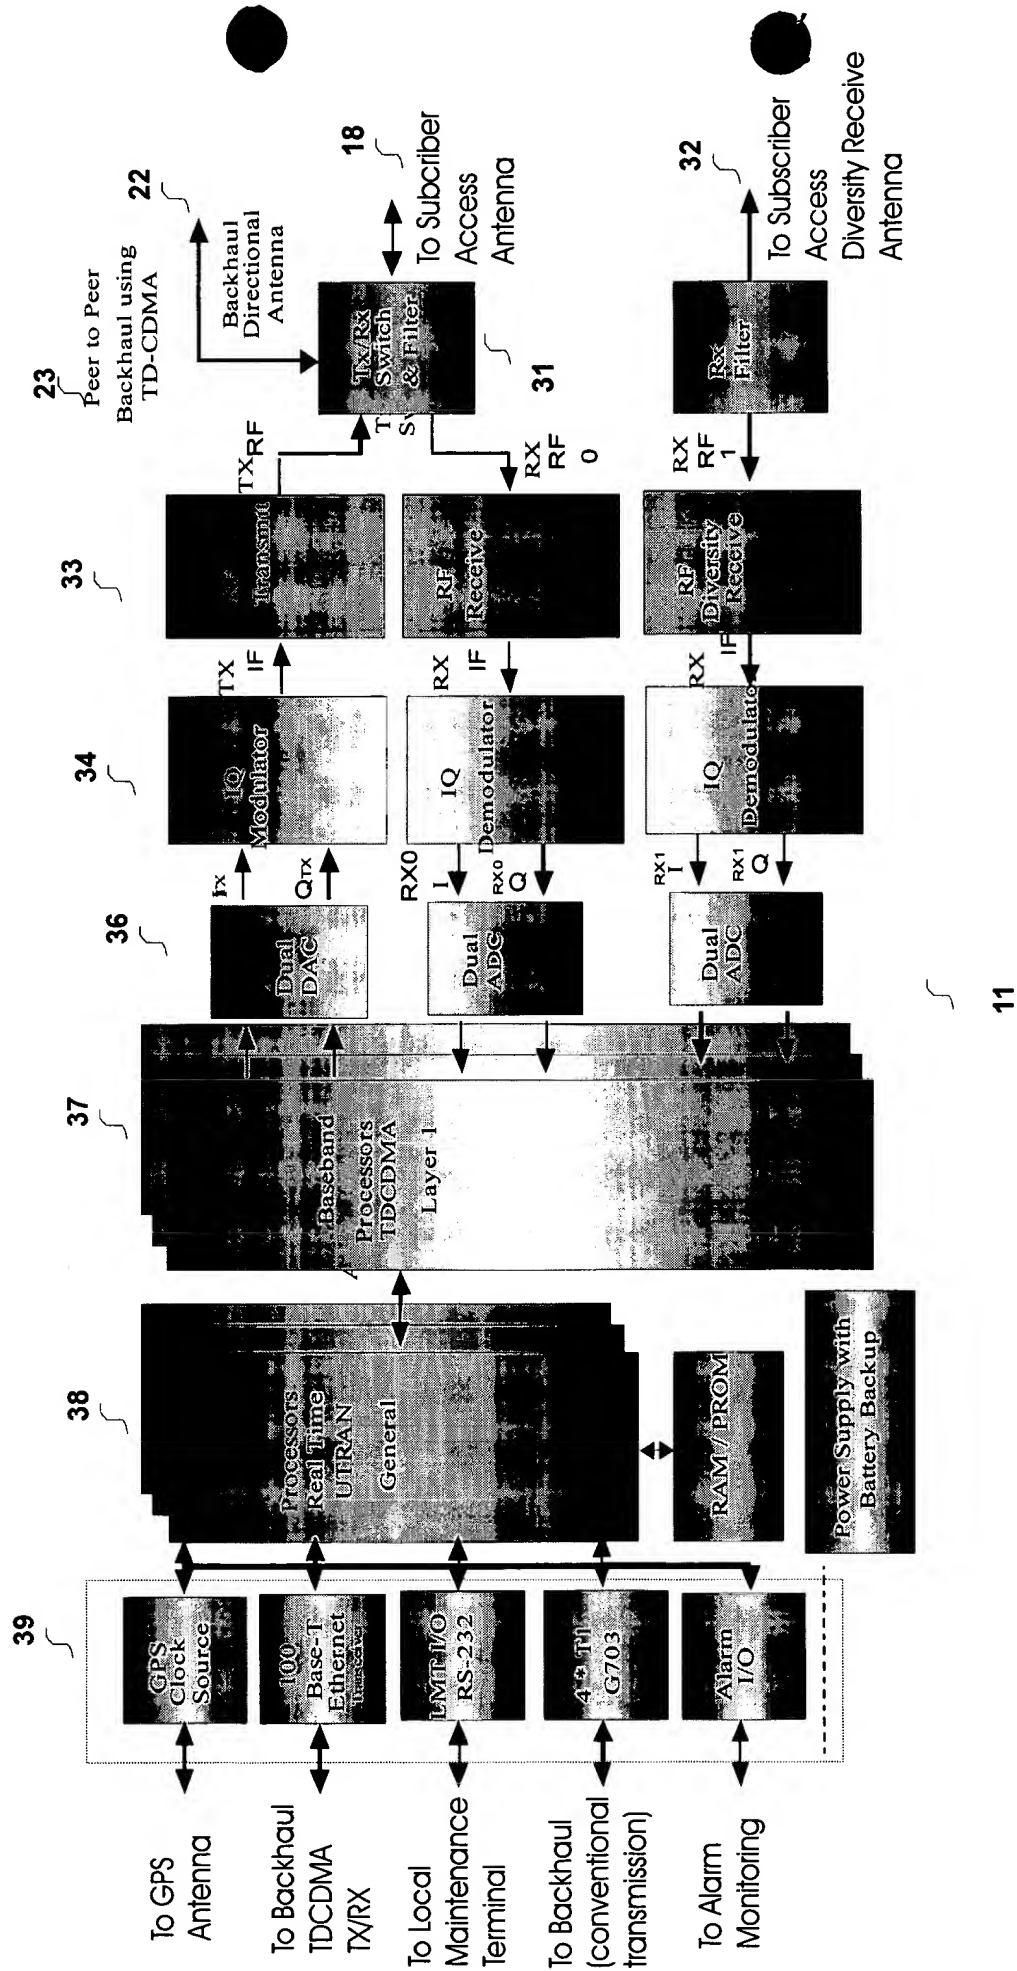 39
38
37
36
34
33
23
Peer to Peer
Backhaul using
TD-CDMA
22
Backhaul
Directional
Antenna
To GPS
Antenna
GPS
Clock
Source
To Backhaul
TDCDMA
TX/RX
100
Base-T
Ethernet
Transceiver
To Local
Maintenance
Terminal
LMT I/O
RS-232
To Backhaul
(conventional
transmission)
4 * T1
G703
To Alarm
Monitoring
Alarm
I/O
Processors
Real Time
UTRAN
General
RAM / PROM
Power Supply with
Battery Backup
Baseband
Processors
TDCDMA
Layer 1
Dual
DAC
ITX
QTX
IQ
Modulator
TX
IF
Transmit
TX
RF
Tx/Rx
Switch
& Filter
31
18
To Subcriber
Access
Antenna
Dual
ADC
RX0
I
RX0
Q
IQ
Demodulator
RX
IF
RF
Receive
RX
RF
0
Dual
ADC
RX1
I
RX1
Q
IQ
Demodulato
RX
IF
RF
Diversity
Receive
RX
RF
1
Rx
Filter
32
To Subscriber
Access
Diversity Receive
Antenna
11